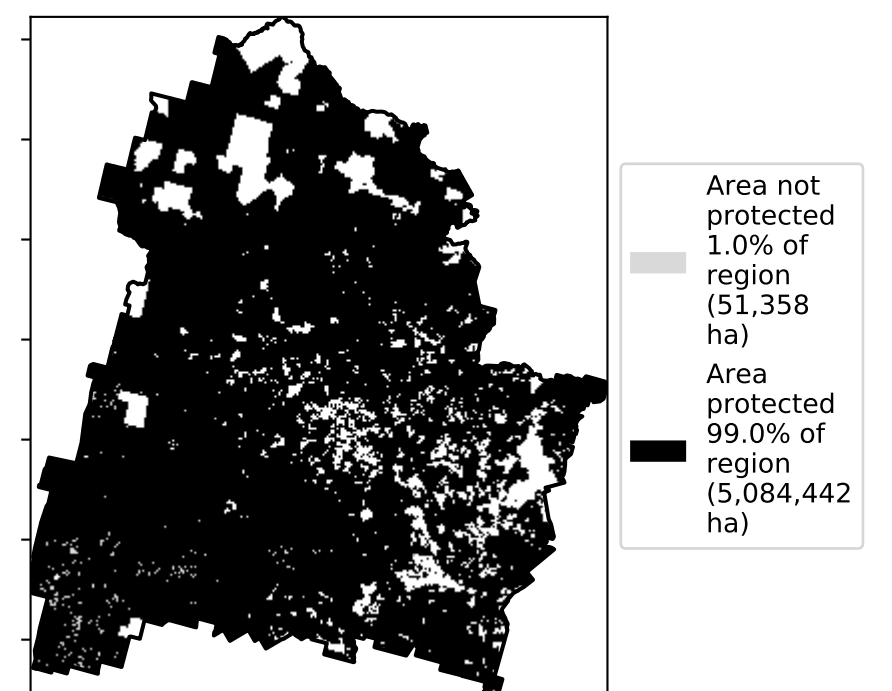 Area not
protected
1.0% of
region
(51,358
ha)
Area
protected
99.0% of
region
(5,084,442
ha)